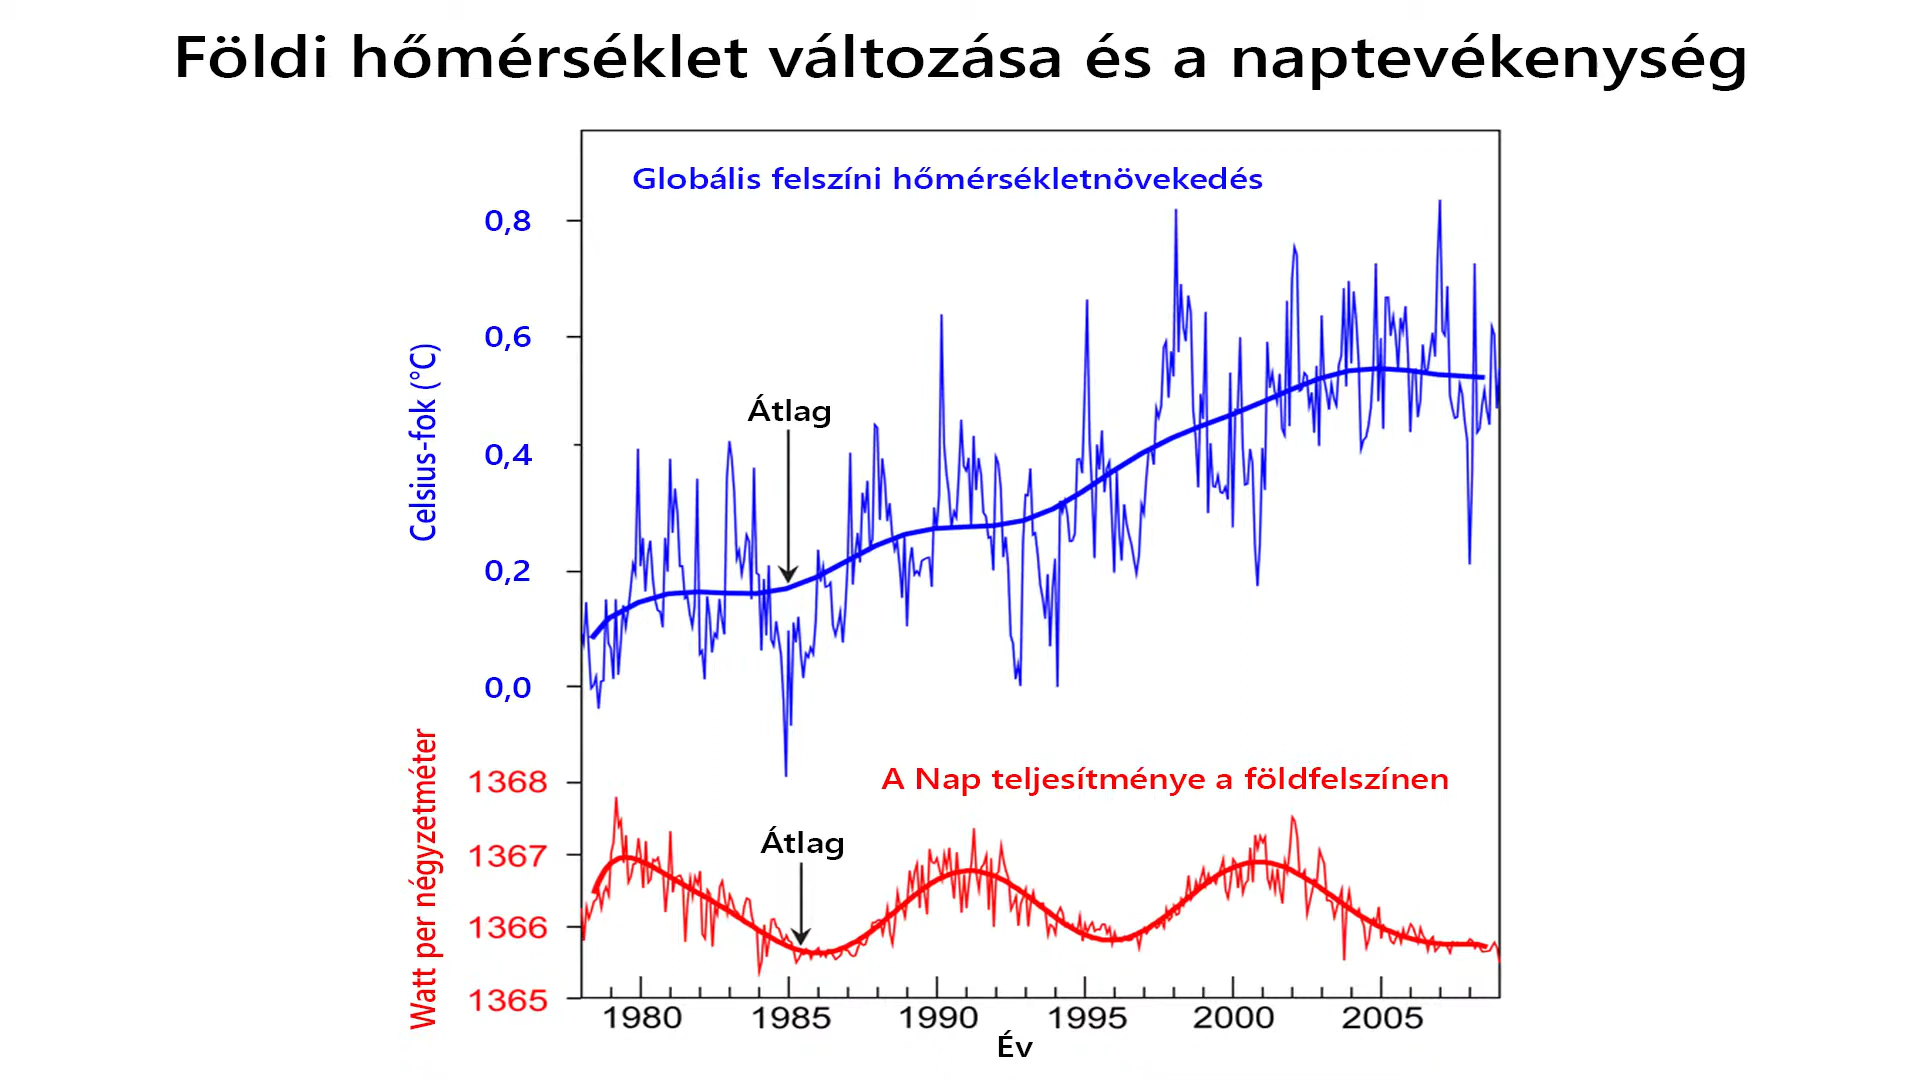 Földi hőmérséklet változása és a naptevékenység
Globális felszíni hőmérsékletnövekedés
0,8
0,6
0,4
0,2
0,0
Celsius-fok (°C)
Átlag
A Nap teljesítménye a földfelszínen
1368
1367
1366
1365
Watt per négyzetméter
Átlag
1980 1985 1990 1995 2000 2005
Év